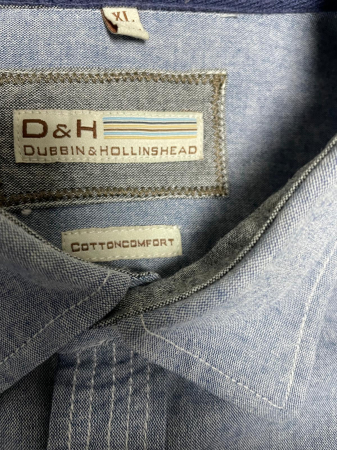 XL
D&H
DUBBIN & HOLLINSHEAD
COTTONCOMFORT